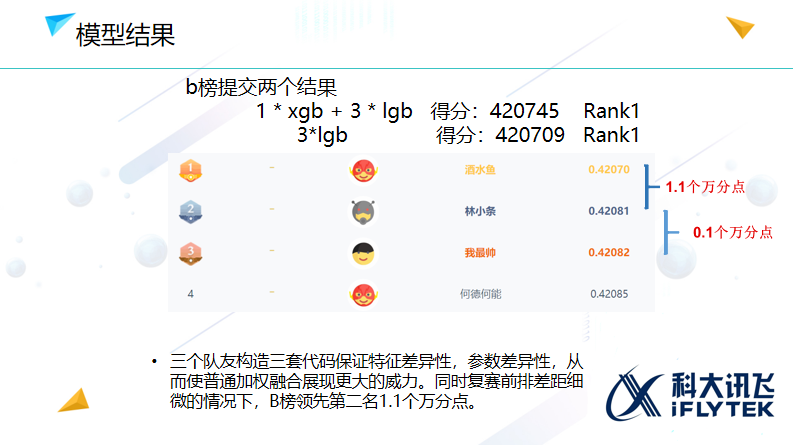 模型结果
b榜提交两个结果
1 * xgb + 3 * lgb 得分：420745 Rank1
3*lgb 得分：420709 Rank1
1 - 酒水鱼 0.42070
2 - 林小条 0.42081
3 - 我最帅 0.42082
4 - 何德何能 0.42085
1.1个万分点
0.1个万分点
• 三个队友构造三套代码保证特征差异性，参数差异性，从
而使普通加权融合展现更大的威力。同时复赛前排差距细
微的情况下，B榜领先第二名1.1个万分点。
科大讯飞
iFLYTEK